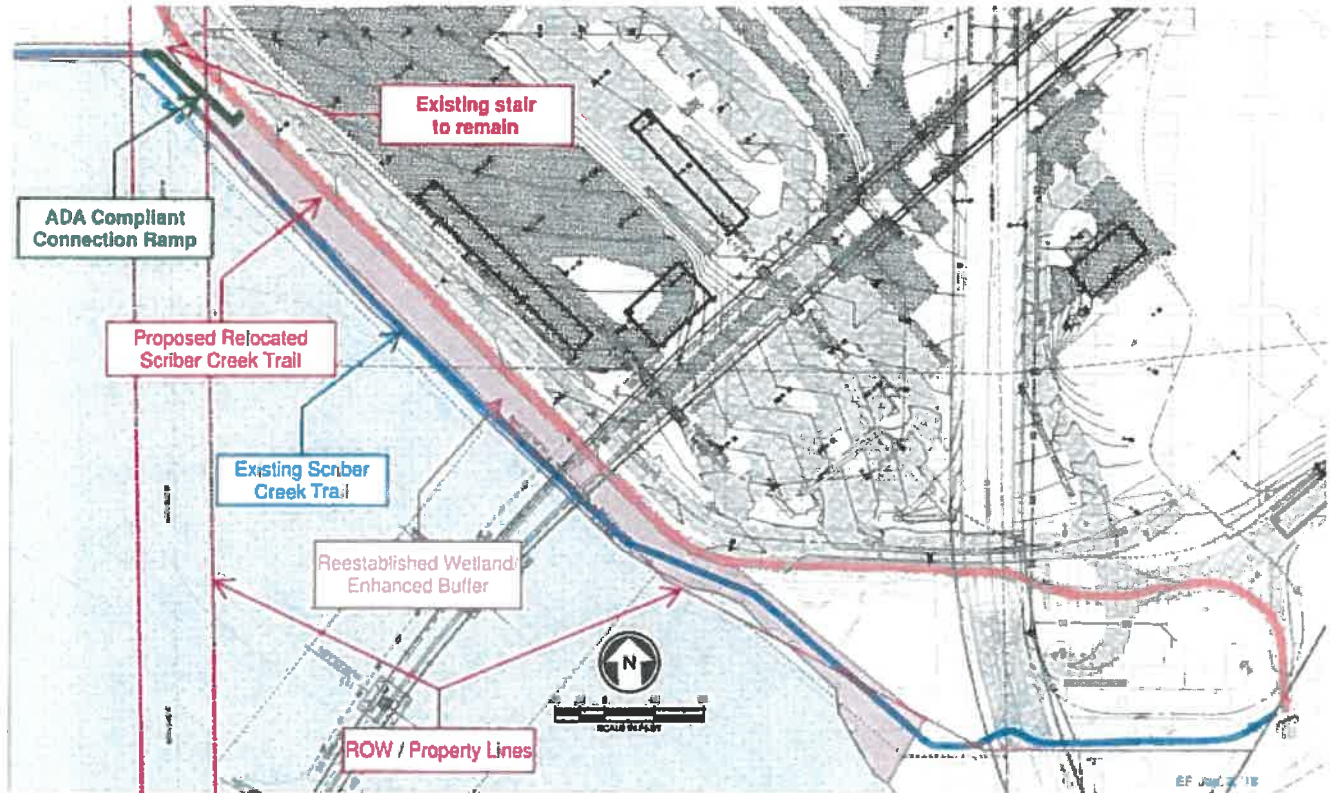 Existing stair
to remain
ADA Compliant
Connection Ramp
Proposed Relocated
Scriber Creek Trail
Existing Scriber
Creek Trail
Reestablished Wetland/
Enhanced Buffer
N
ROW / Property Lines